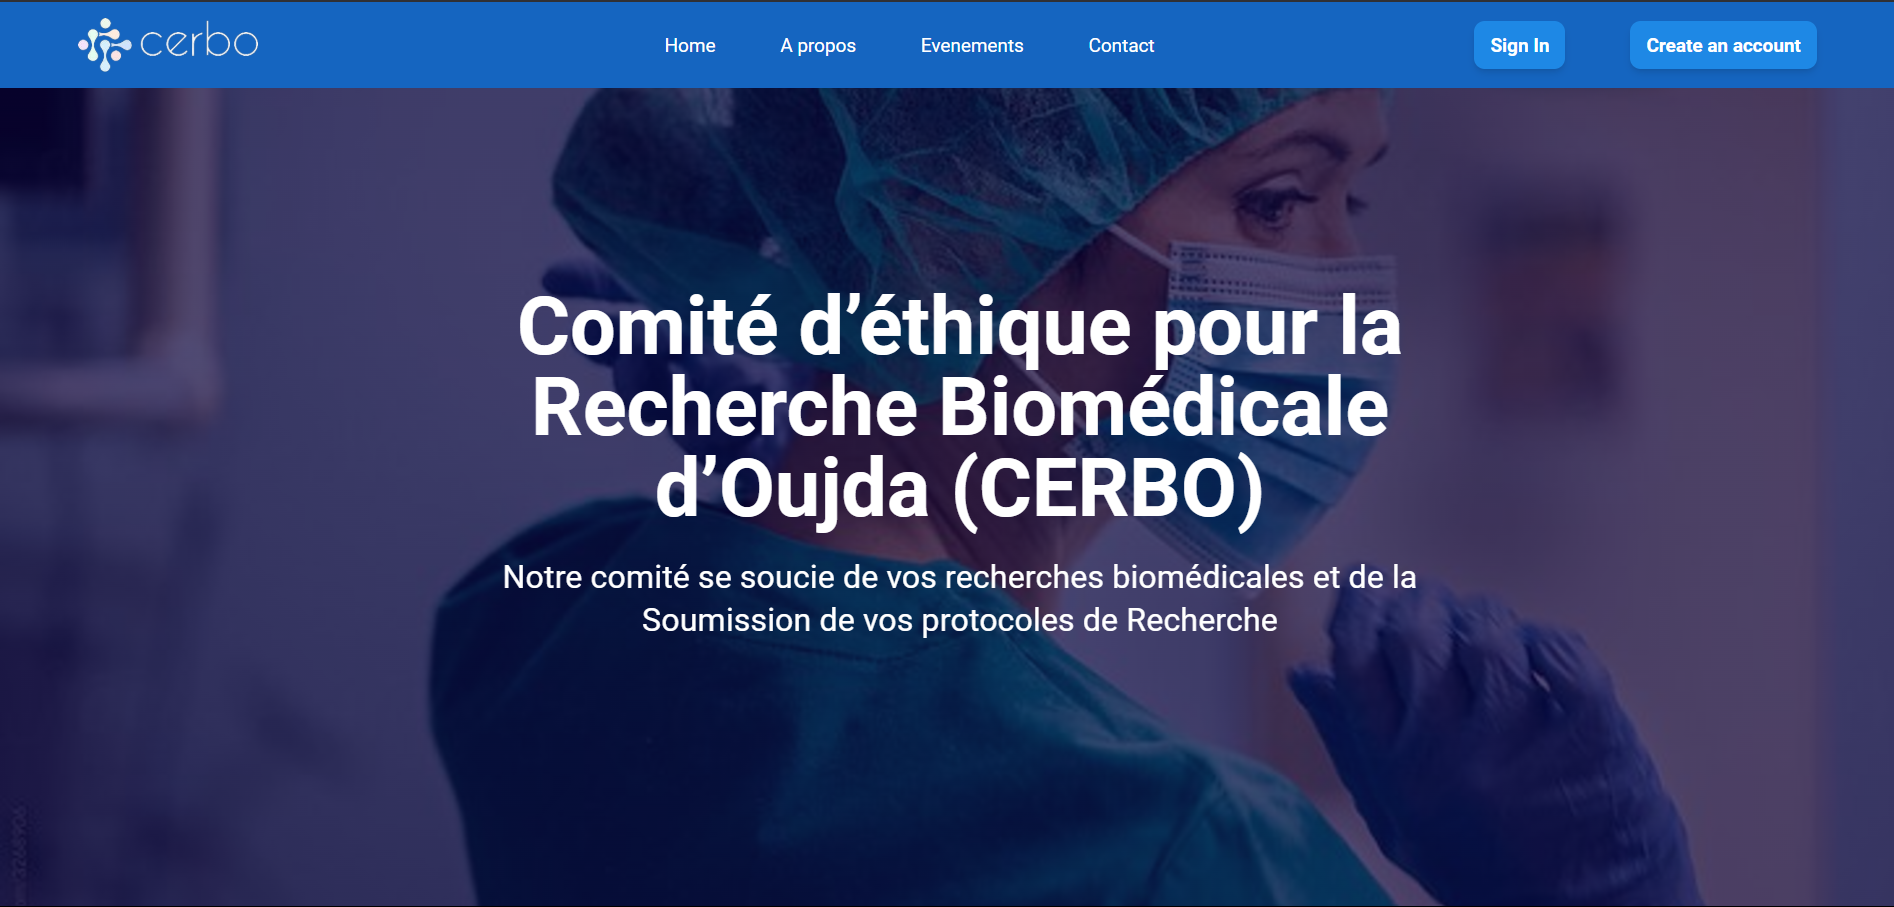 cerbo
Home
A propos
Evenements
Contact
Sign In
Create an account
Comité d’éthique pour la
Recherche Biomédicale
d’Oujda (CERBO)
Notre comité se soucie de vos recherches biomédicales et de la
Soumission de vos protocoles de Recherche